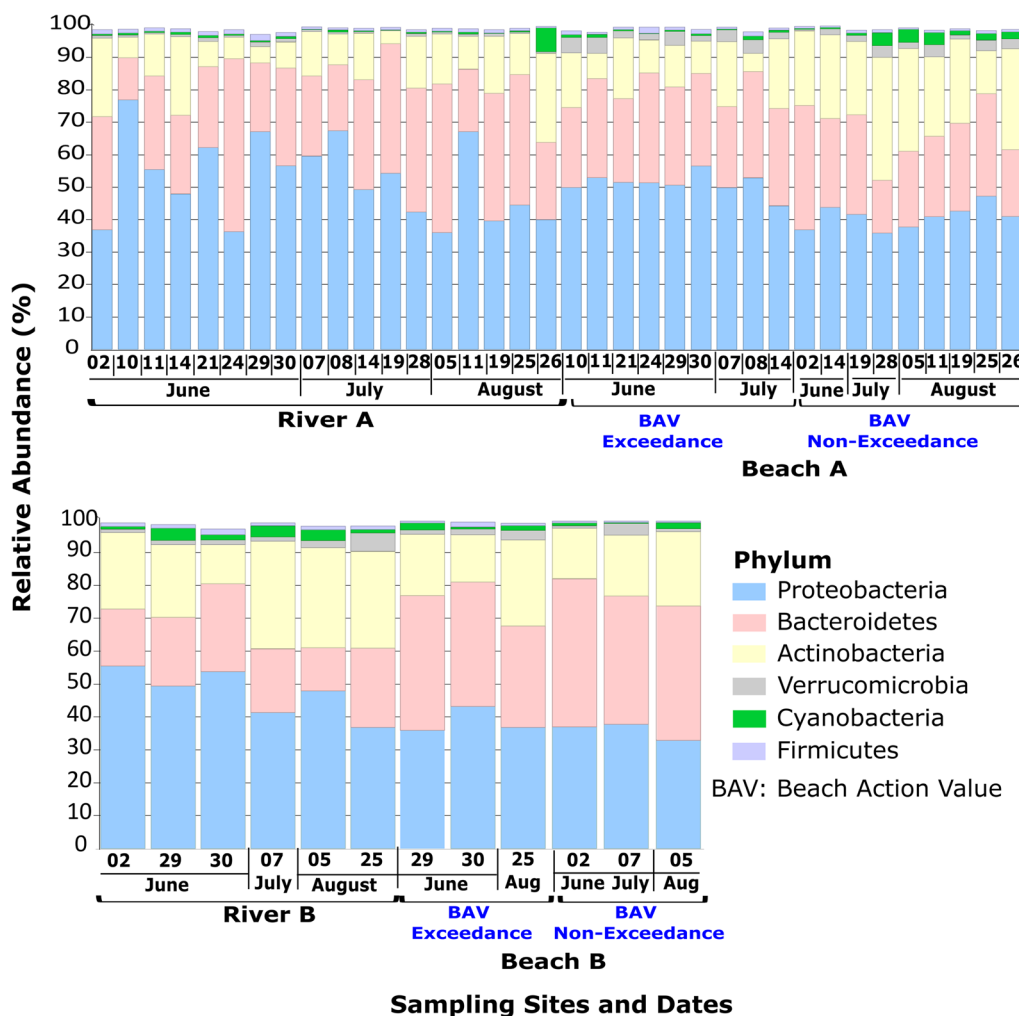 Relative Abundance (%)
100
90
80
70
60
50
40
30
20
10
0
02 10 11 14 21 24 29 30 07 08 14 19 28 05 11 19 25 26 10 11 21 24 29 30 07 08 14 02 14 19 28 05 11 19 25 26
June July August June July June July August
River A BAV Exceedance BAV Non-Exceedance
Beach A
100
90
80
70
60
50
40
30
20
10
0
02 29 30 07 05 25 29 30 25 02 07 05
June July August June Aug June July Aug
River B BAV Exceedance BAV Non-Exceedance
Beach B
Sampling Sites and Dates
Phylum
Proteobacteria
Bacteroidetes
Actinobacteria
Verrucomicrobia
Cyanobacteria
Firmicutes
BAV: Beach Action Value